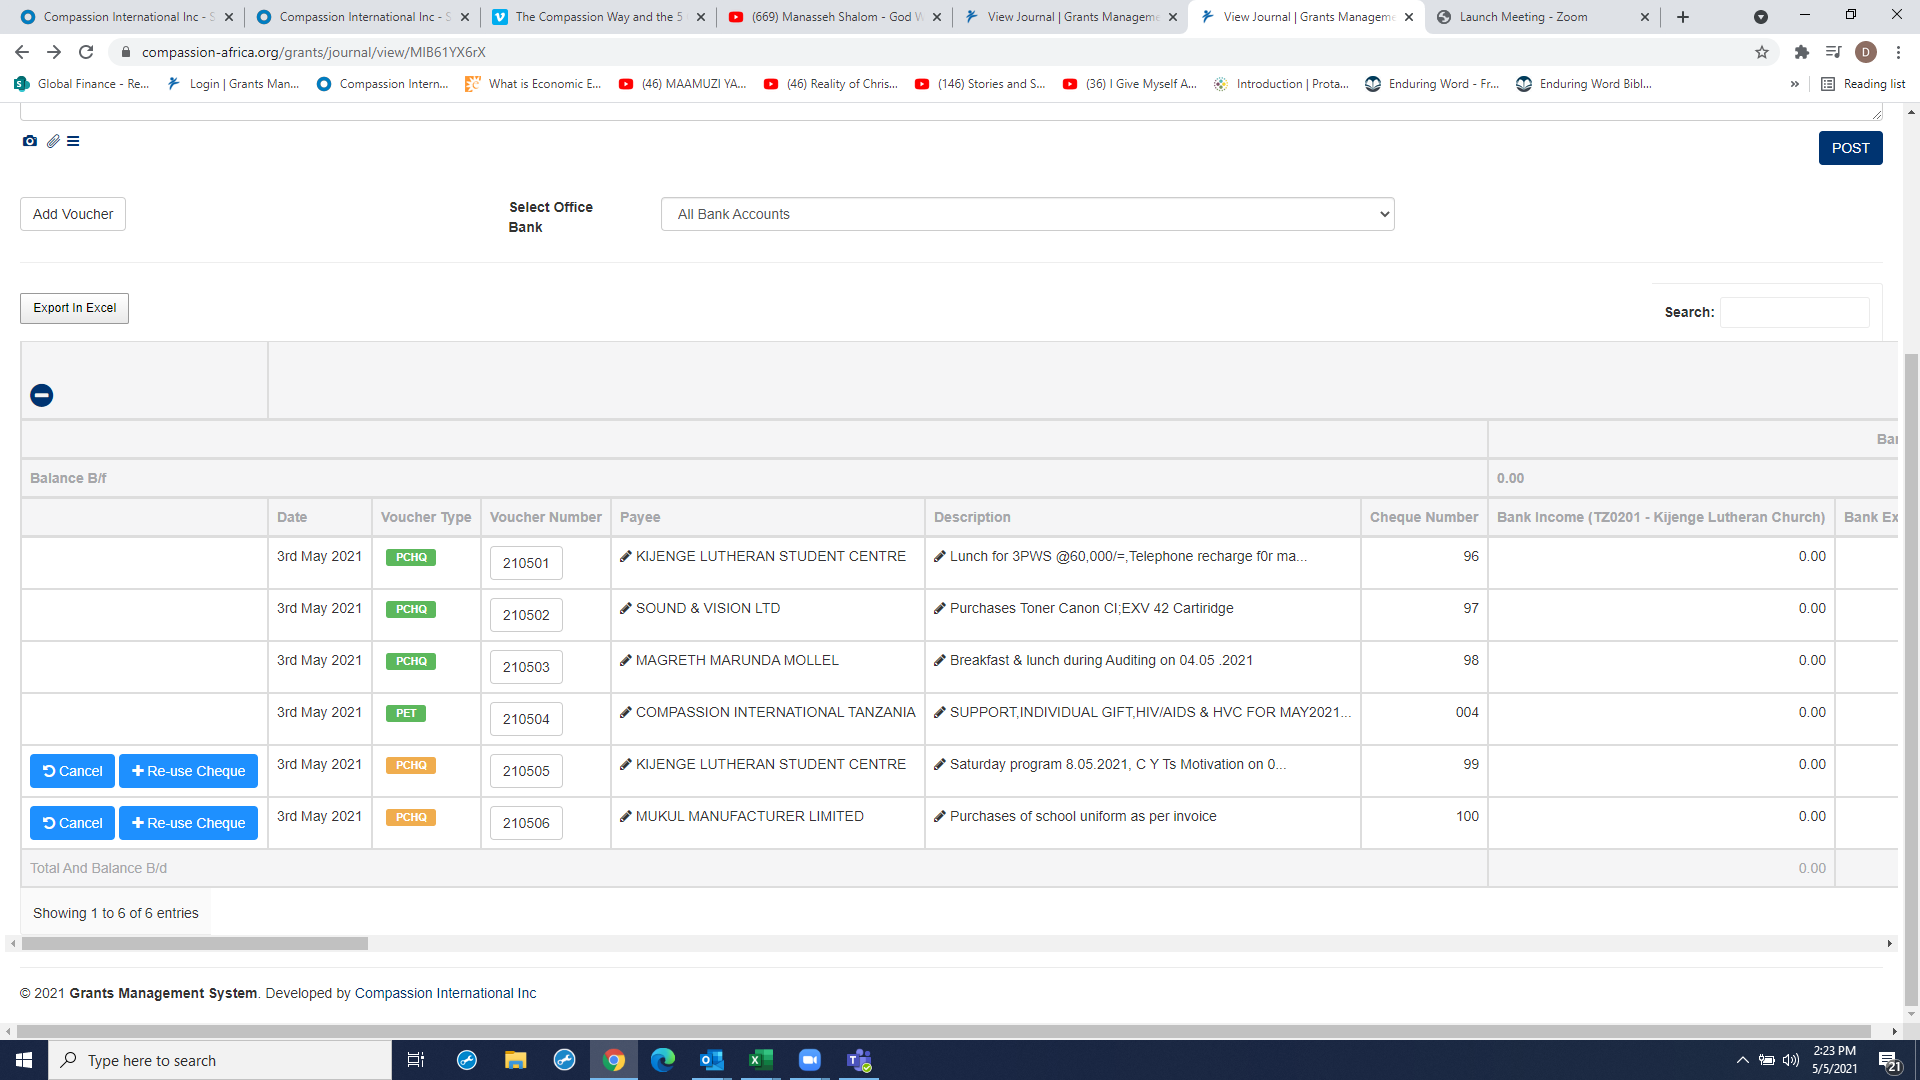 Compassion International Inc - S
Compassion International Inc - S
The Compassion Way and the 5
(669) Manasseh Shalom - God W
View Journal | Grants Manageme
View Journal | Grants Manageme
Launch Meeting - Zoom
compassion-africa.org/grants/journal/view/MIB61YX6rX
D
Global Finance - Re...
Login | Grants Man...
Compassion Intern...
What is Economic E...
(46) MAAMUZI YA...
(46) Reality of Chris...
(146) Stories and S...
(36) I Give Myself A...
Introduction | Prota...
Enduring Word - Fr...
Enduring Word Bibl...
»
Reading list
POST
Add Voucher
Select Office
Bank
All Bank Accounts
Export In Excel
Search:
Ban
Balance B/f 0.00
Date Voucher Type Voucher Number Payee Description Cheque Number Bank Income (TZ0201 - Kijenge Lutheran Church) Bank Ex
3rd May 2021 PCHQ 210501 KIJENGE LUTHERAN STUDENT CENTRE Lunch for 3PWS @60,000/=,Telephone recharge f0r ma... 96 0.00
3rd May 2021 PCHQ 210502 SOUND & VISION LTD Purchases Toner Canon CI;EXV 42 Cartiridge 97 0.00
3rd May 2021 PCHQ 210503 MAGRETH MARUNDA MOLLEL Breakfast & lunch during Auditing on 04.05 .2021 98 0.00
3rd May 2021 PET 210504 COMPASSION INTERNATIONAL TANZANIA SUPPORT,INDIVIDUAL GIFT,HIV/AIDS & HVC FOR MAY2021... 004 0.00
Cancel Re-use Cheque 3rd May 2021 PCHQ 210505 KIJENGE LUTHERAN STUDENT CENTRE Saturday program 8.05.2021, C Y Ts Motivation on 0... 99 0.00
Cancel Re-use Cheque 3rd May 2021 PCHQ 210506 MUKUL MANUFACTURER LIMITED Purchases of school uniform as per invoice 100 0.00
Total And Balance B/d 0.00
Showing 1 to 6 of 6 entries
© 2021 Grants Management System. Developed by Compassion International Inc
Type here to search
2:23 PM
5/5/2021
21